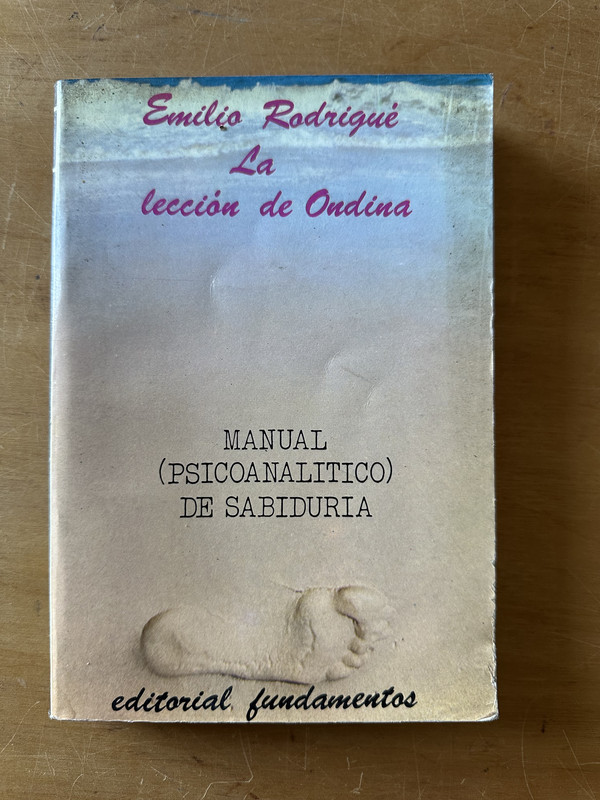 Emilio Rodrigué
La
lección de Ondina
MANUAL
(PSICOANALITICO)
DE SABIDURIA
editorial fundamentos